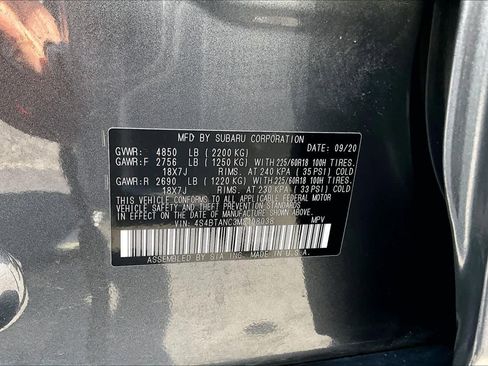 MFD BY SUBARU CORPORATION
GVWR: 4850 LB (2200 KG) DATE: 09/20
GAWR:F 2756 LB (1250 KG) WITH 225/60R18 100H TIRES.
18X7J RIMS. AT 240 KPA (35 PSI) COLD
GAWR:R 2690 LB (1220 KG) WITH 225/60R18 100H TIRES.
18X7J RIMS. AT 230 KPA (33 PSI) COLD
THIS VEHICLE CONFORMS TO ALL APPLICABLE FEDERAL MOTOR
VEHICLE SAFETY, BUMPER, AND THEFT PREVENTION
STANDARDS IN EFFECT ON THE DATE OF MANUFACTURE
SHOWN ABOVE.
VIN: 4S4BTANC3M3108038 MPV
ASSEMBLED BY SIA INC. MADE IN U.S.A.